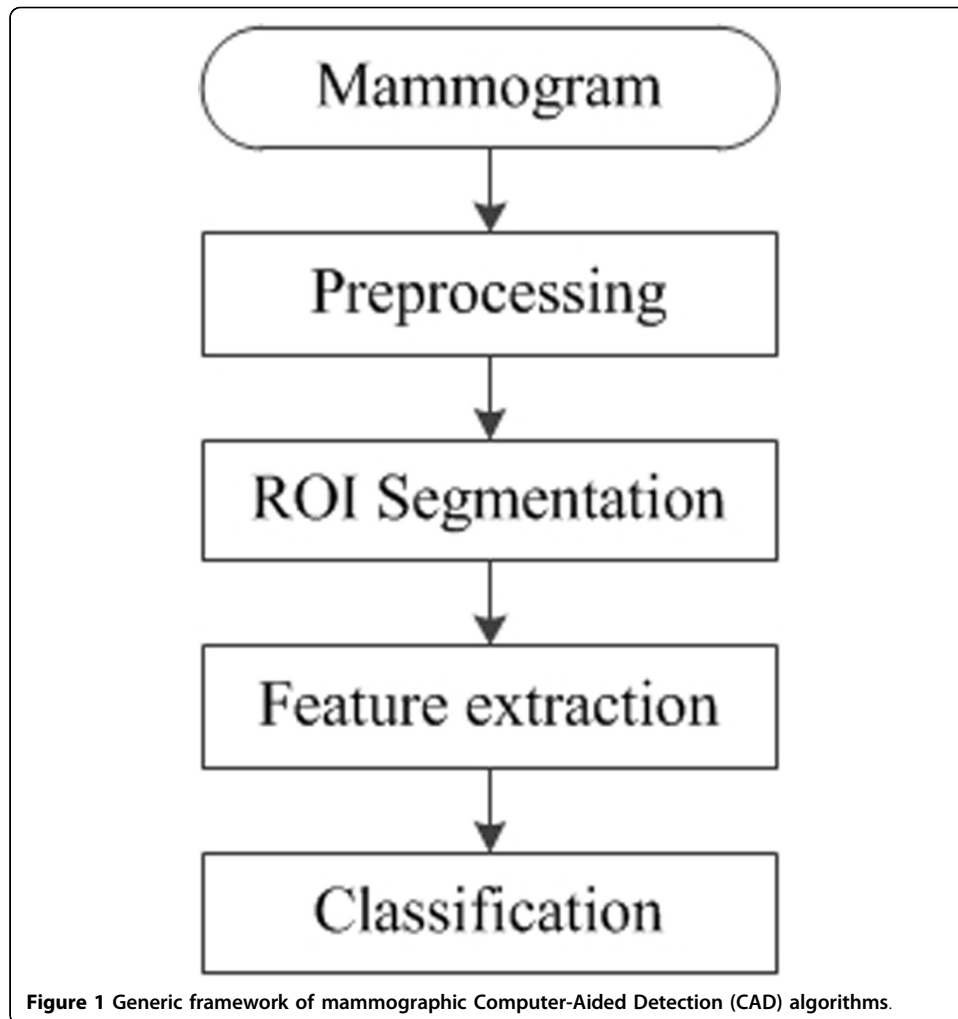 Mammogram
Preprocessing
ROI Segmentation
Feature extraction
Classification
Figure 1 Generic framework of mammographic Computer-Aided Detection (CAD) algorithms.